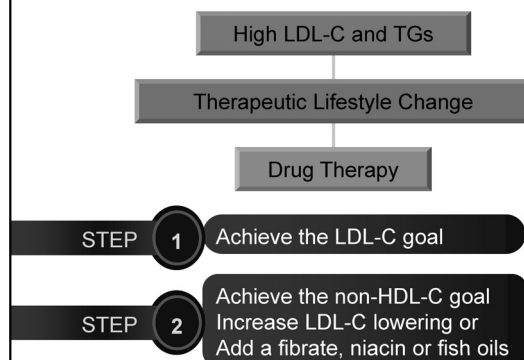 High LDL-C and TGs
Therapeutic Lifestyle Change
Drug Therapy
STEP 1 Achieve the LDL-C goal
STEP 2 Achieve the non-HDL-C goal
Increase LDL-C lowering or
Add a fibrate, niacin or fish oils